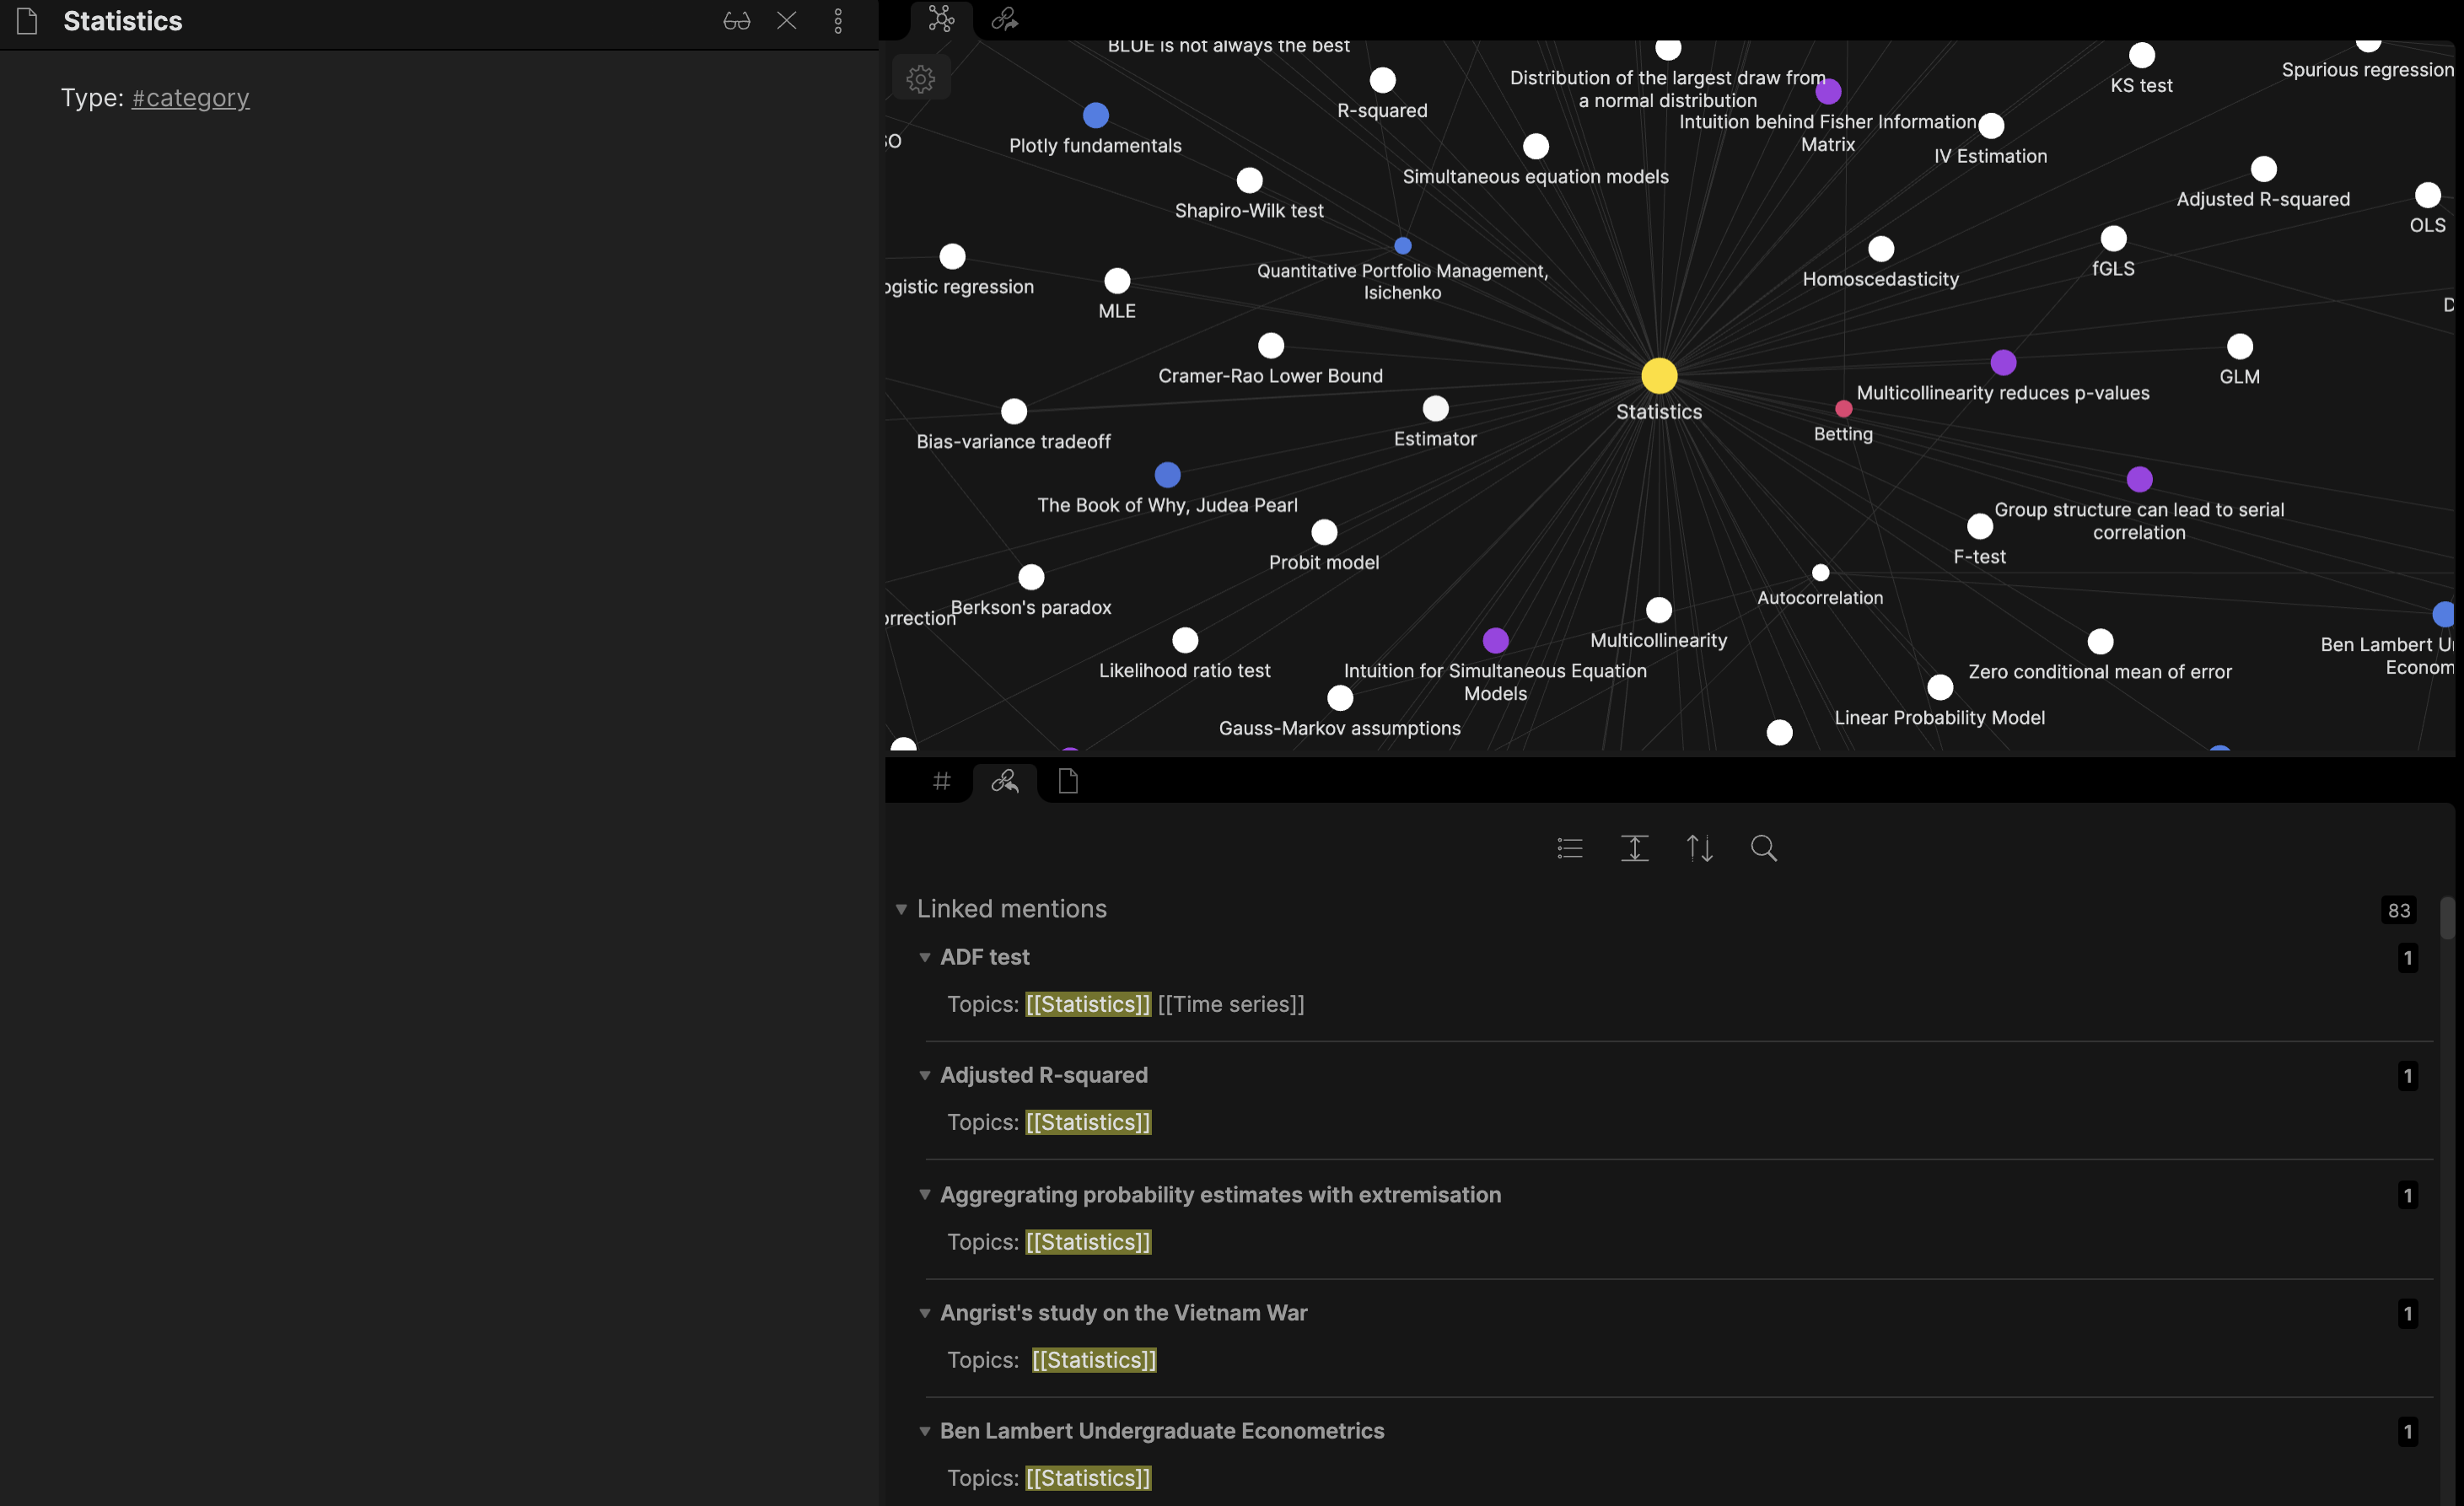 Statistics
Type: #category
BLUE is not always the best
Distribution of the largest draw from
a normal distribution
KS test
Spurious regression
R-squared
Plotly fundamentals
Intuition behind Fisher Information
Matrix
IV Estimation
Simultaneous equation models
Shapiro-Wilk test
Adjusted R-squared
OLS
Quantitative Portfolio Management,
Isichenko
Homoscedasticity
fGLS
ogistic regression
MLE
D
Cramer-Rao Lower Bound
GLM
Multicollinearity reduces p-values
Statistics
Estimator
Betting
Bias-variance tradeoff
The Book of Why, Judea Pearl
Group structure can lead to serial
correlation
Probit model
F-test
Autocorrelation
Berkson's paradox
orrection
Multicollinearity
Ben Lambert U
Econom
Likelihood ratio test
Intuition for Simultaneous Equation
Models
Zero conditional mean of error
Linear Probability Model
Gauss-Markov assumptions
Linked mentions 83
ADF test 1
Topics: [[Statistics]] [[Time series]]
Adjusted R-squared 1
Topics: [[Statistics]]
Aggregrating probability estimates with extremisation 1
Topics: [[Statistics]]
Angrist's study on the Vietnam War 1
Topics: [[Statistics]]
Ben Lambert Undergraduate Econometrics 1
Topics: [[Statistics]]